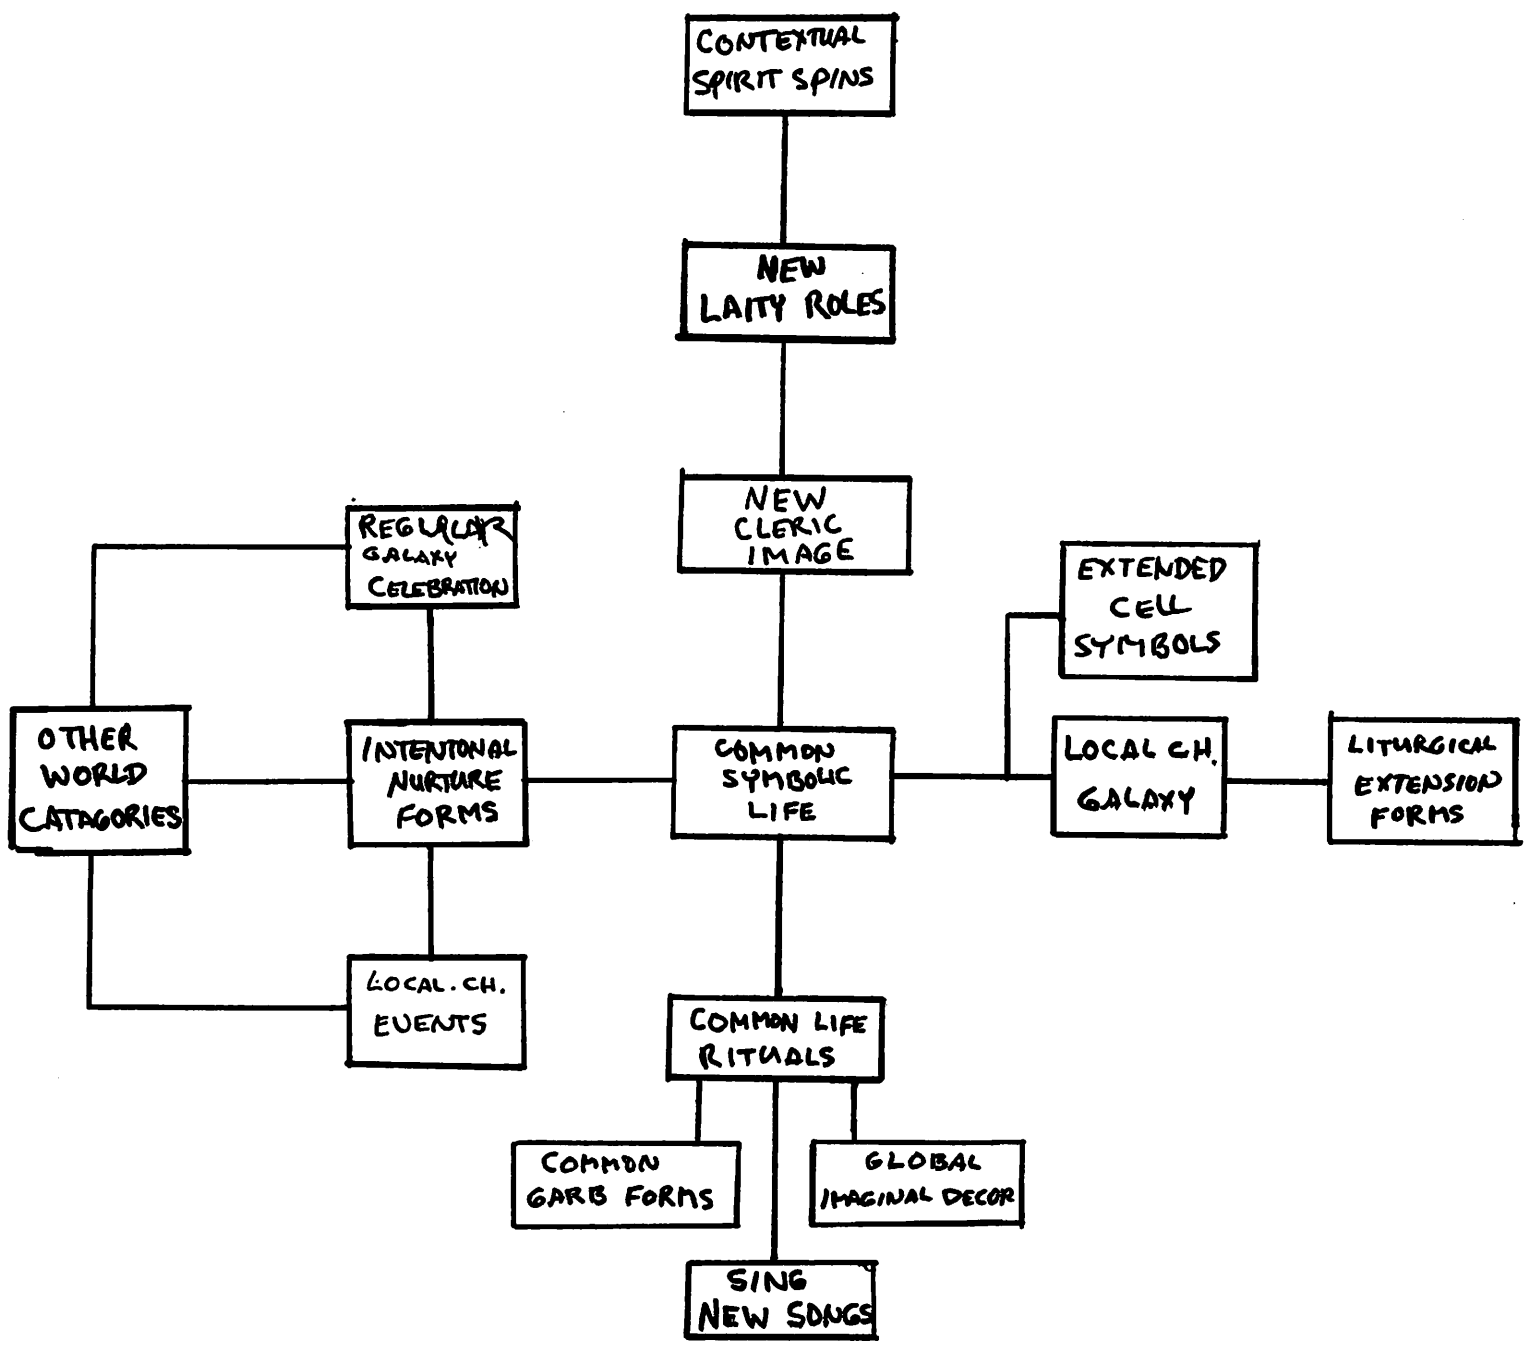 CONTEXTUAL
SPIRIT SPINS
NEW
LAITY ROLES
NEW
CLERIC
IMAGE
REGULAR
GALAXY
CELEBRATION
EXTENDED
CELL
SYMBOLS
OTHER
WORLD
CATAGORIES
INTENTONAL
NURTURE
FORMS
COMMON
SYMBOLIC
LIFE
LOCAL CH.
GALAXY
LITURGICAL
EXTENSION
FORMS
LOCAL. CH.
EVENTS
COMMON LIFE
RITUALS
COMMON
GARB FORMS
GLOBAL
IMAGINAL DECOR
SING
NEW SONGS